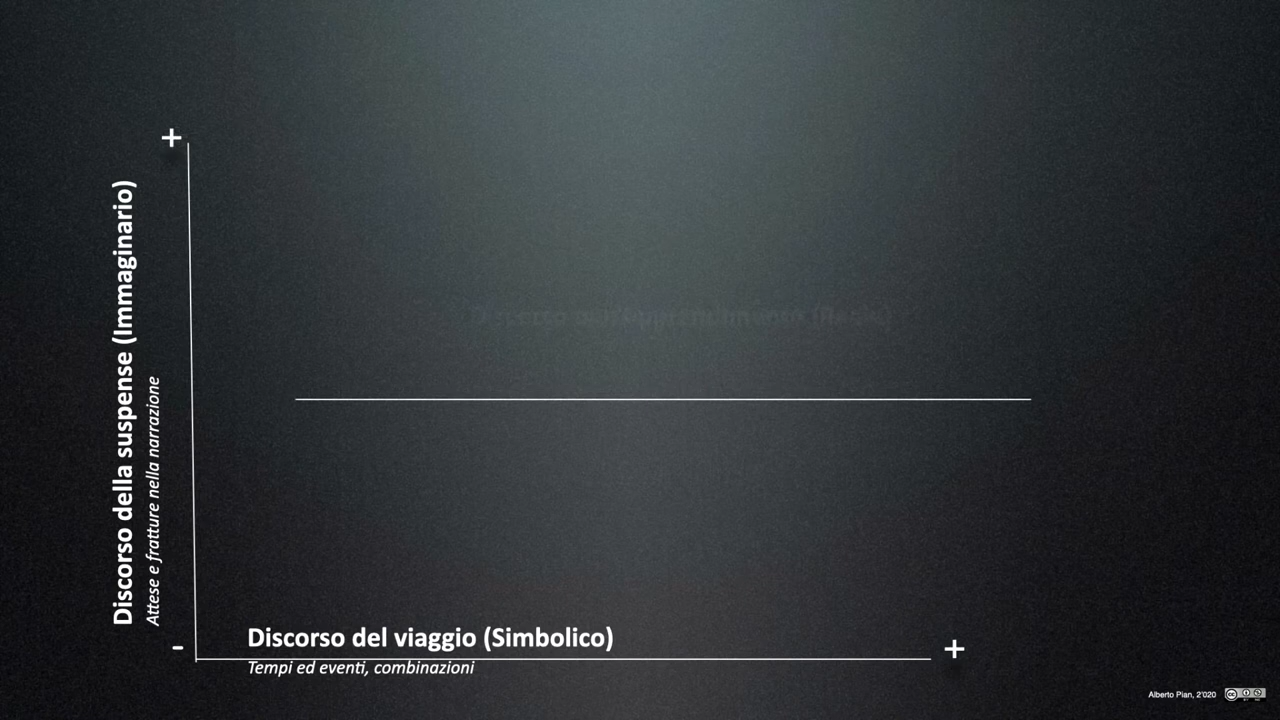 +
Discorso della suspense (Immaginario)
Attese e fratture nella narrazione
-
Discorso del viaggio (Simbolico)
Tempi ed eventi, combinazioni
+
Alberto Pian, 2'020